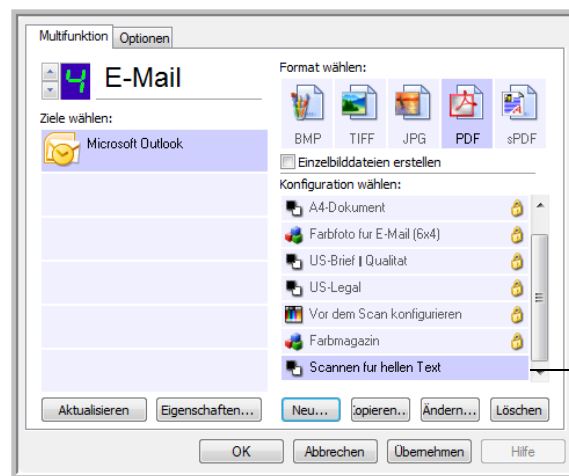 Multifunktion
Optionen
4
E-Mail
Ziele wählen:
Microsoft Outlook
Format wählen:
BMP TIFF JPG PDF sPDF
Einzelbilddateien erstellen
Konfiguration wählen:
A4-Dokument
Farbfoto fur E-Mail (6x4)
US-Brief | Qualitat
US-Legal
Vor dem Scan konfigurieren
Farbmagazin
Scannen fur hellen Text
Aktualisieren
Eigenschaften...
Neu...
opieren..
Ändern...
Löschen
OK
Abbrechen
Übernehmen
Hilfe